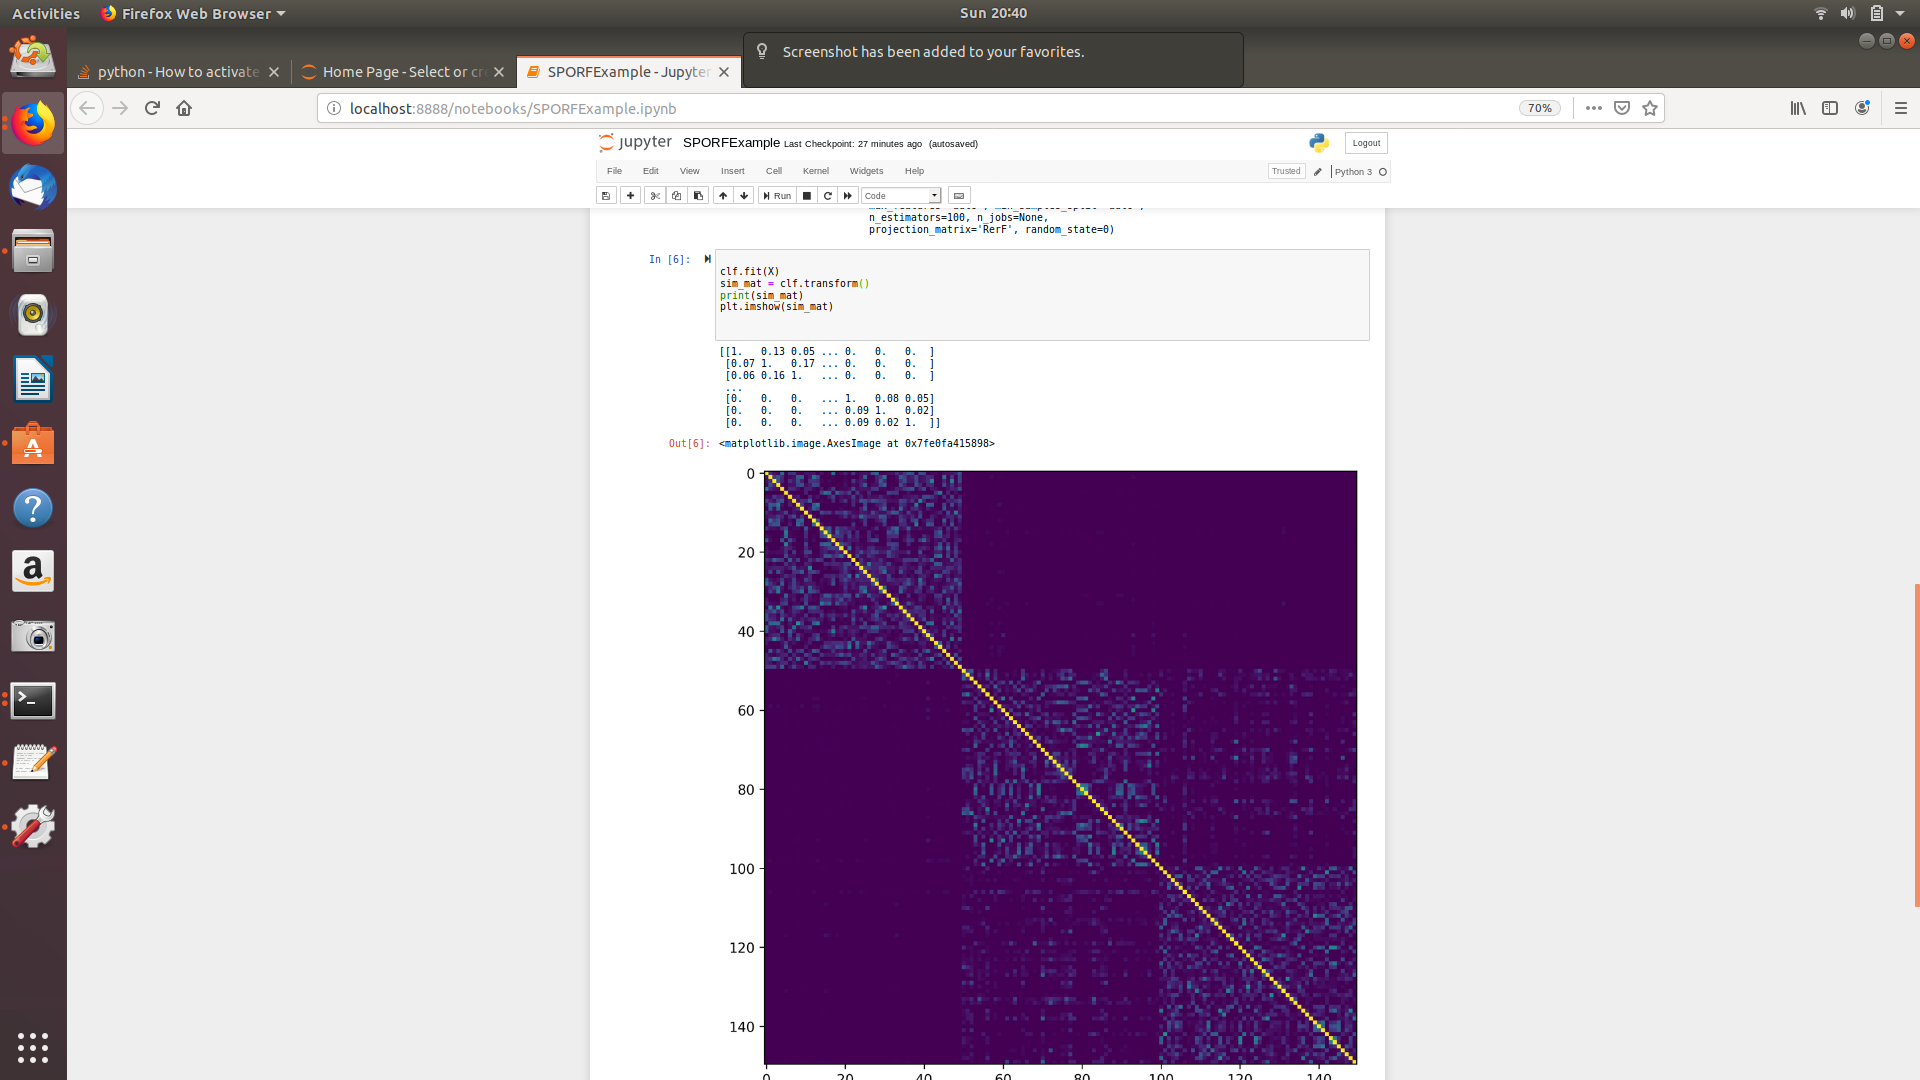 Activities
Firefox Web Browser
Sun 20:40
Screenshot has been added to your favorites.
python - How to activate
Home Page - Select or cr
SPORFExample - Jupyter
localhost:8888/notebooks/SPORFExample.ipynb
70%
jupyter SPORFExample Last Checkpoint: 27 minutes ago (autosaved)
Logout
File Edit View Insert Cell Kernel Widgets Help
Trusted
Python 3
Run
Code
n_estimators=100, n_jobs=None,
projection_matrix='RerF', random_state=0)
In [6]:
clf.fit(X)
sim_mat = clf.transform()
print(sim_mat)
plt.imshow(sim_mat)
[[1. 0.13 0.05 ... 0. 0. 0. ]
[0.07 1. 0.17 ... 0. 0. 0. ]
[0.06 0.16 1. ... 0. 0. 0. ]
...
[0. 0. 0. ... 1. 0.08 0.05]
[0. 0. 0. ... 0.09 1. 0.02]
[0. 0. 0. ... 0.09 0.02 1. ]]
Out[6]: <matplotlib.image.AxesImage at 0x7fe0fa415898>
0
20
40
60
80
100
120
140
0 20 40 60 80 100 120 140